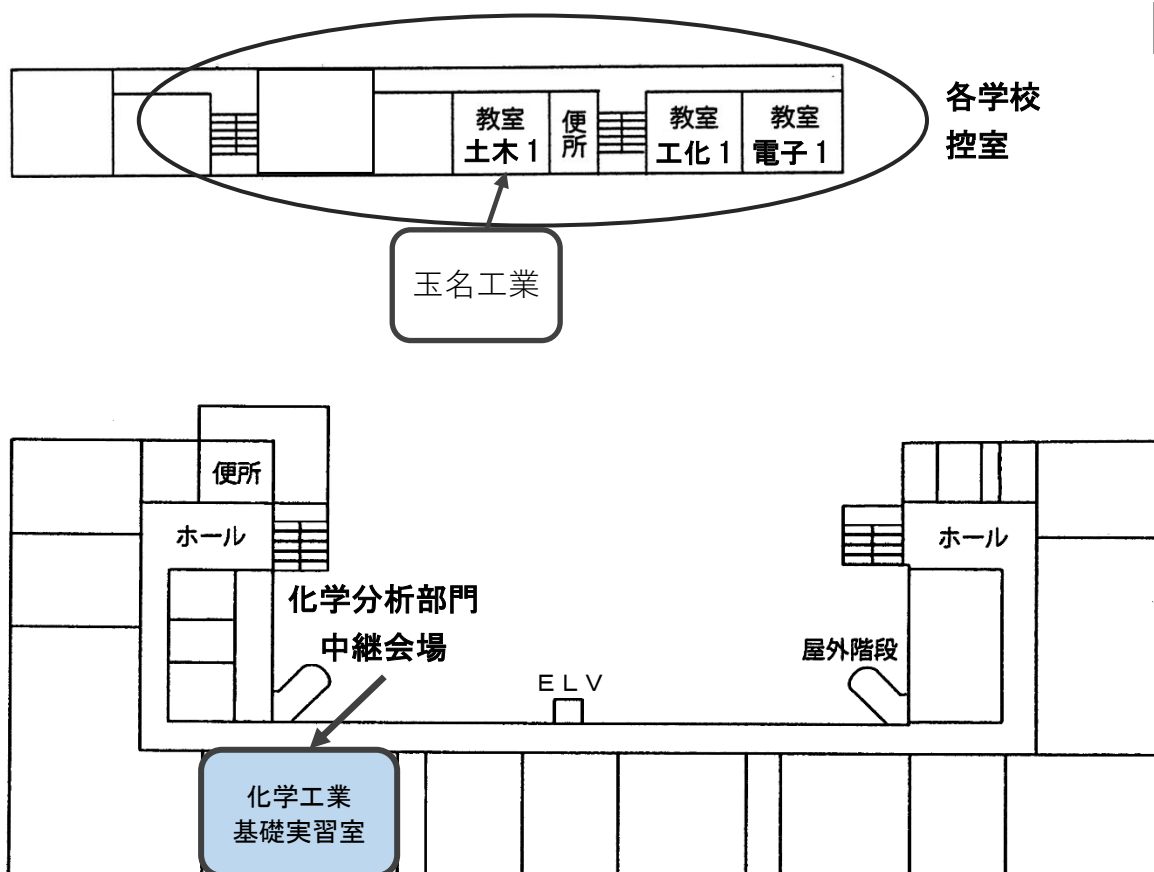 各学校
控室
教室
土木1
便所
教室
工化1
教室
電子1
玉名工業
便所
ホール
ホール
化学分析部門
中継会場
屋外階段
ELV
化学工業
基礎実習室